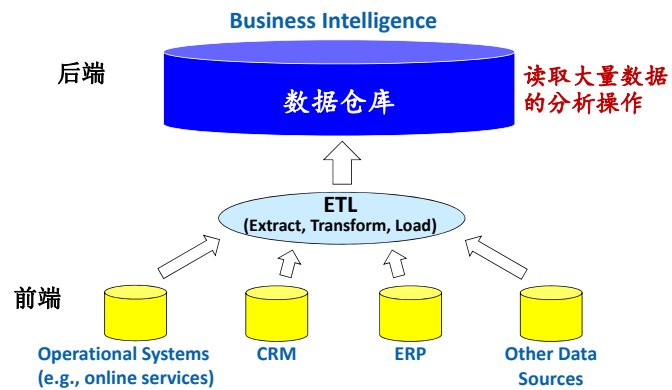 Business Intelligence
后端
数据仓库
读取大量数据
的分析操作
ETL
(Extract, Transform, Load)
前端
Operational Systems
(e.g., online services)
CRM
ERP
Other Data
Sources